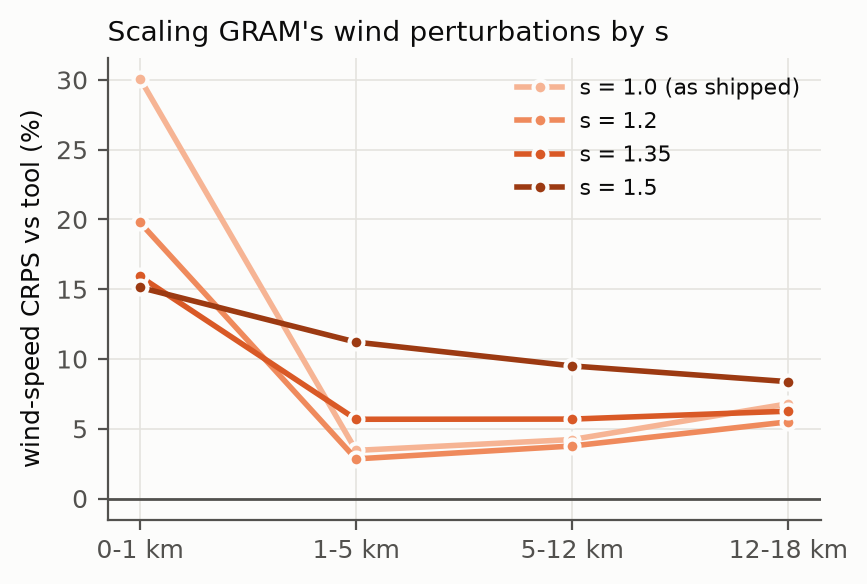 Scaling GRAM's wind perturbations by s
wind-speed CRPS vs tool (%)
30
25
20
15
10
5
0
s = 1.0 (as shipped)
s = 1.2
s = 1.35
s = 1.5
0-1 km
1-5 km
5-12 km
12-18 km